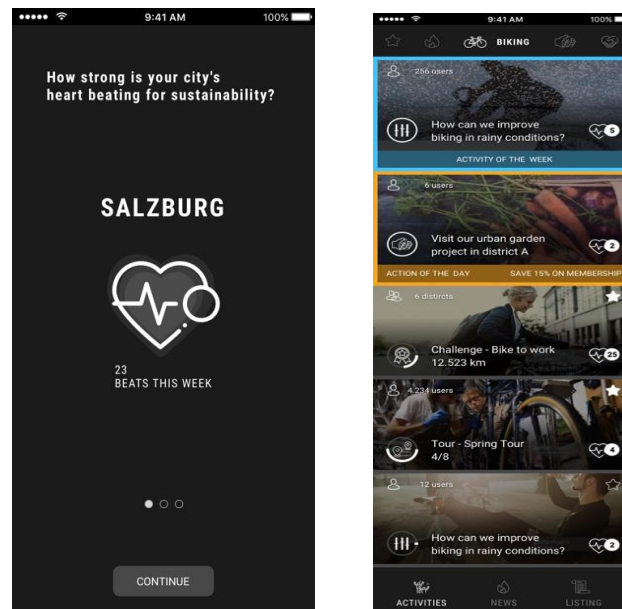 9:41 AM
100%
How strong is your city's
heart beating for sustainability?
SALZBURG
23
BEATS THIS WEEK
CONTINUE
9:41 AM
100%
BIKING
256 users
How can we improve
biking in rainy conditions?
5
ACTIVITY OF THE WEEK
6 users
Visit our urban garden
project in district A
2
ACTION OF THE DAY SAVE 15% ON MEMBERSHIP
6 distircts
Challenge - Bike to work
12.523 km
25
4.234 users
Tour - Spring Tour
4/8
4
12 users
How can we improve
biking in rainy conditions?
2
ACTIVITIES NEWS LISTING